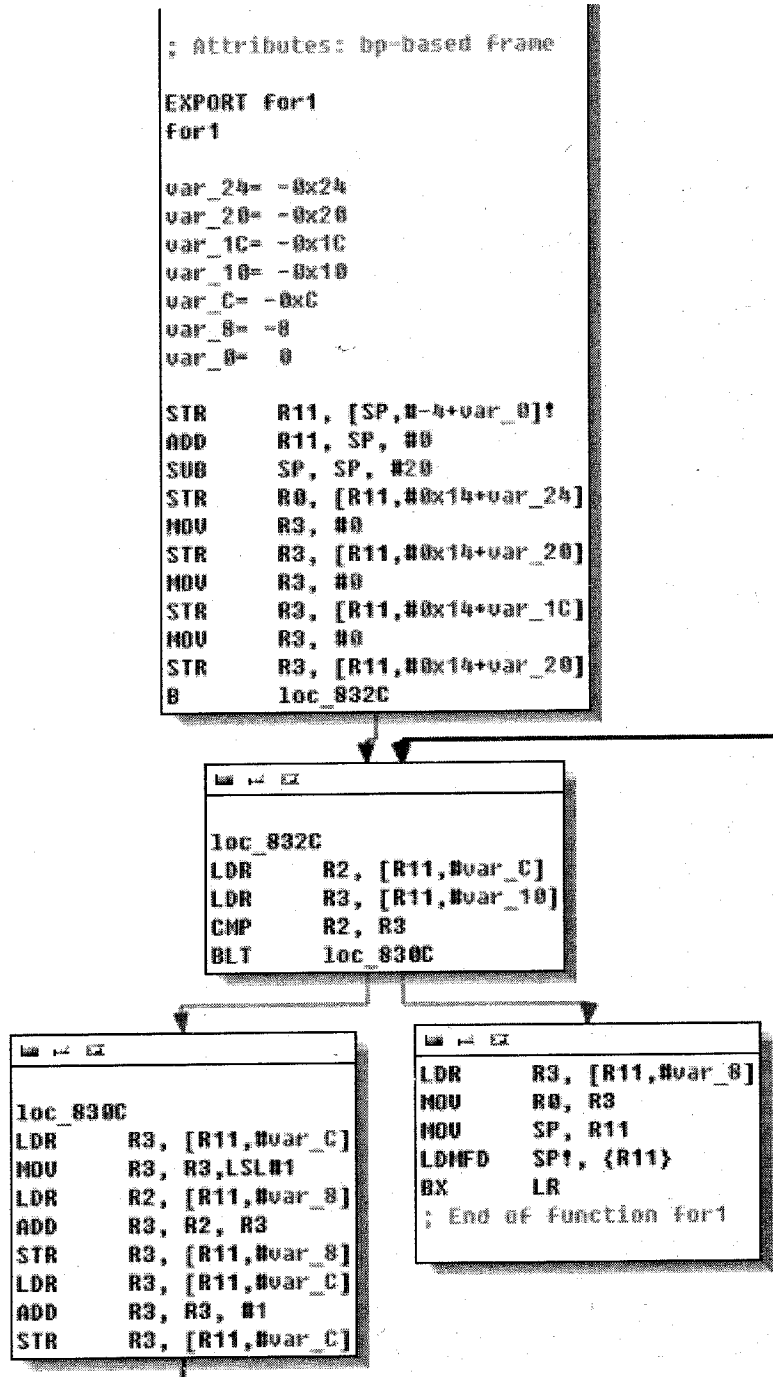 ; Attributes: bp-based frame
EXPORT for1
for1
var_24= -0x24
var_20= -0x20
var_1C= -0x1C
var_10= -0x10
var_C= -0xC
var_8= -8
var_0= 0
STR R11, [SP,#-4+var_0]!
ADD R11, SP, #0
SUB SP, SP, #20
STR R0, [R11,#0x14+var_24]
MOV R3, #0
STR R3, [R11,#0x14+var_20]
MOV R3, #0
STR R3, [R11,#0x14+var_1C]
MOV R3, #0
STR R3, [R11,#0x14+var_20]
B loc_832C
loc_832C
LDR R2, [R11,#var_C]
LDR R3, [R11,#var_10]
CMP R2, R3
BLT loc_830C
loc_830C
LDR R3, [R11,#var_C]
MOV R3, R3,LSL#1
LDR R2, [R11,#var_8]
ADD R3, R2, R3
STR R3, [R11,#var_8]
LDR R3, [R11,#var_C]
ADD R3, R3, #1
STR R3, [R11,#var_C]
LDR R3, [R11,#var_8]
MOV R0, R3
MOV SP, R11
LDMFD SP!, {R11}
BX LR
; End of function for1